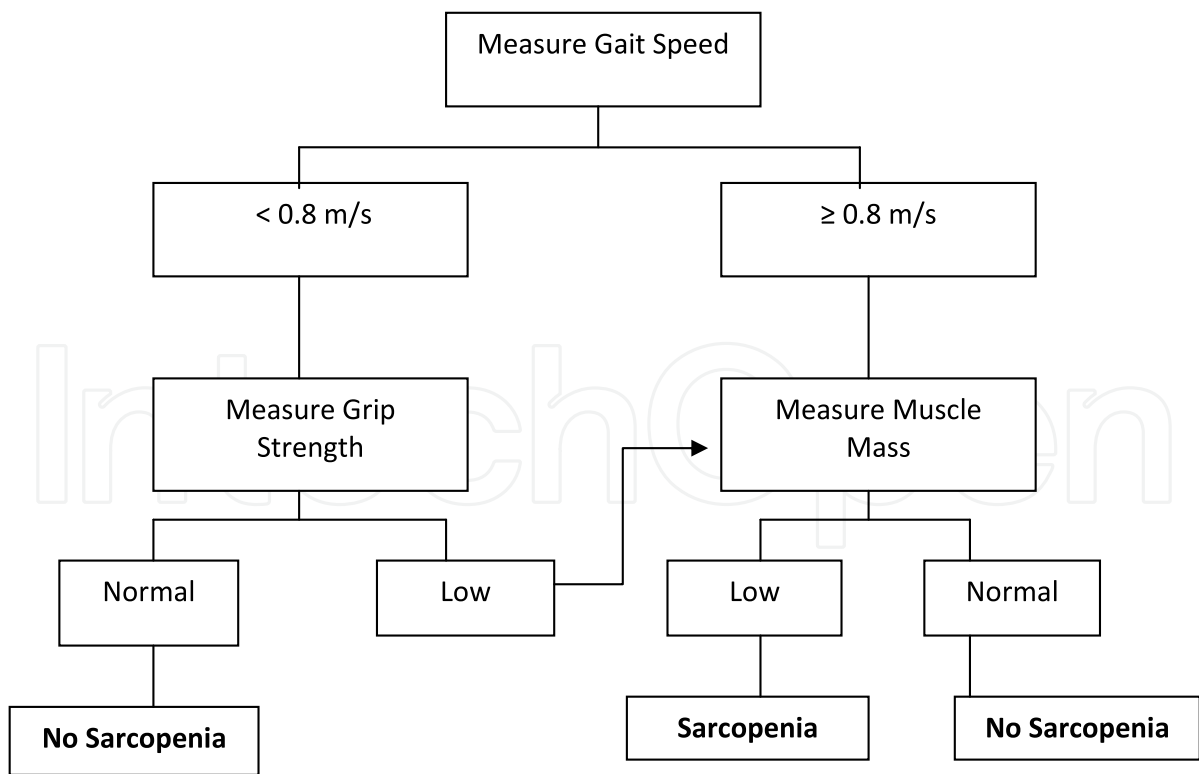 Measure Gait Speed
< 0.8 m/s
≥ 0.8 m/s
Measure Grip
Strength
Measure Muscle
Mass
IntechOpen
Normal
Low
Low
Normal
No Sarcopenia
Sarcopenia
No Sarcopenia